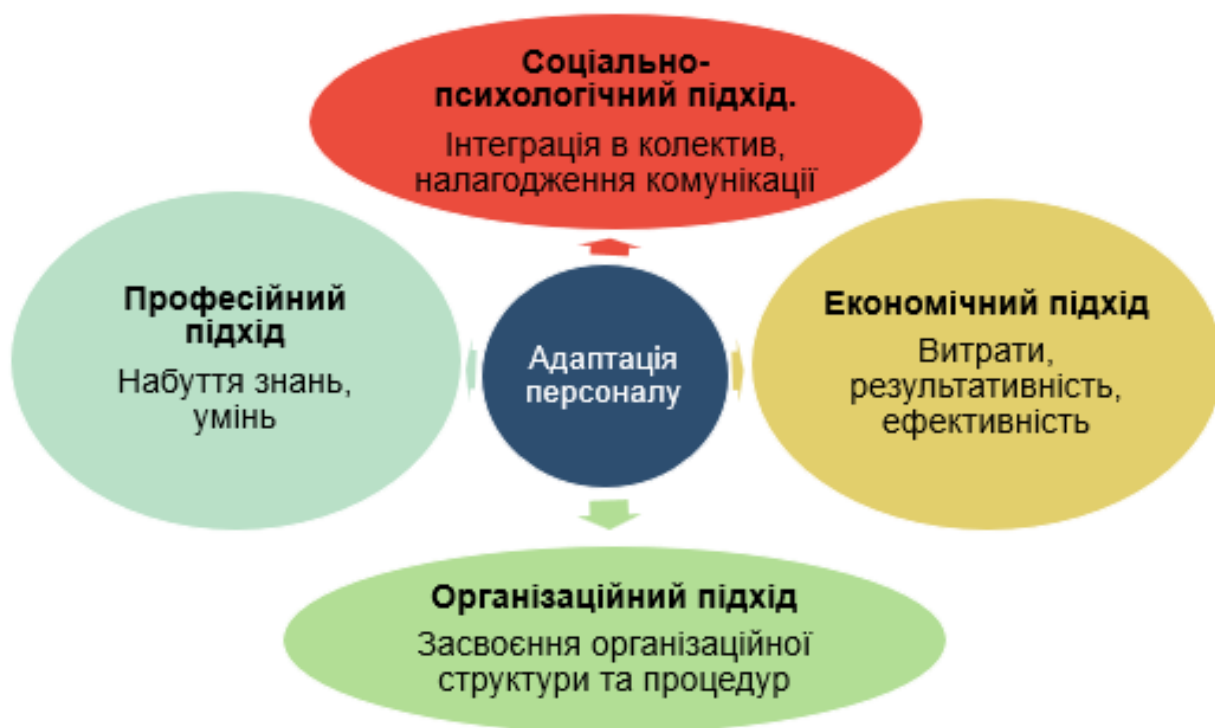 Соціально-
психологічний підхід.
Інтеграція в колектив,
налагодження комунікації
Професійний
підхід
Набуття знань,
умінь
Адаптація
персоналу
Економічний підхід
Витрати,
результативність,
ефективність
Організаційний підхід
Засвоєння організаційної
структури та процедур